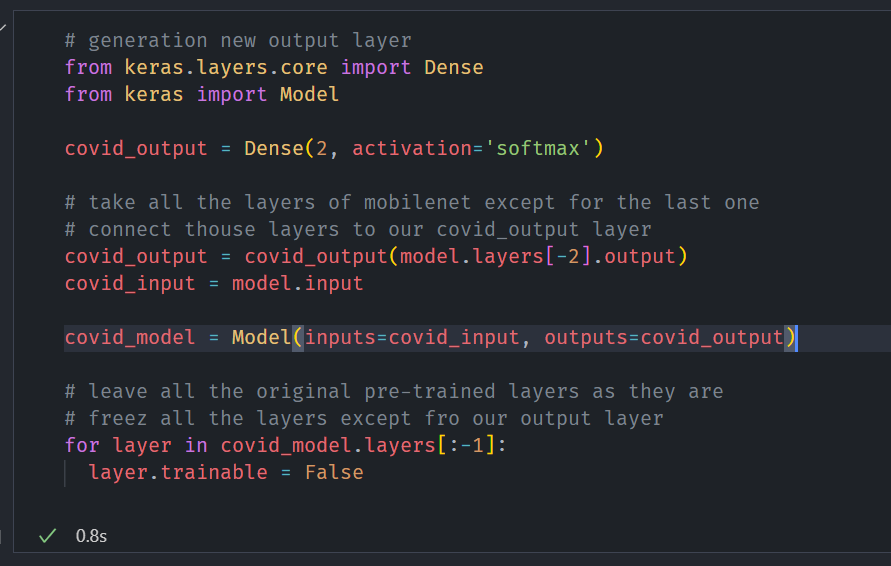 # generation new output layer
from keras.layers.core import Dense
from keras import Model
covid_output = Dense(2, activation='softmax')
# take all the layers of mobilenet except for the last one
# connect thouse layers to our covid_output layer
covid_output = covid_output(model.layers[-2].output)
covid_input = model.input
covid_model = Model(inputs=covid_input, outputs=covid_output)
# leave all the original pre-trained layers as they are
# freez all the layers except fro our output layer
for layer in covid_model.layers[:-1]:
layer.trainable = False
0.8s